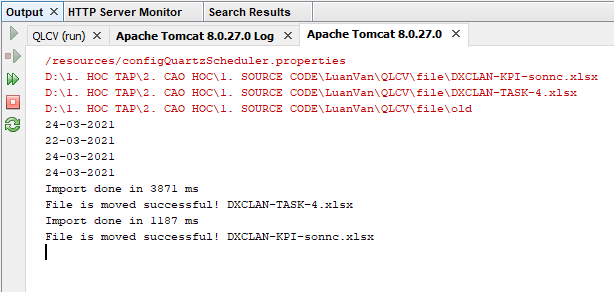 Output × HTTP Server Monitor Search Results
QLCV (run) × Apache Tomcat 8.0.27.0 Log × Apache Tomcat 8.0.27.0 ×
/resources/configQuartzScheduler.properties
D:\1. HOC TAP\2. CAO HOC\1. SOURCE CODE\LuanVan\QLCV\file\DXCLAN-KPI-sonnc.xlsx
D:\1. HOC TAP\2. CAO HOC\1. SOURCE CODE\LuanVan\QLCV\file\DXCLAN-TASK-4.xlsx
D:\1. HOC TAP\2. CAO HOC\1. SOURCE CODE\LuanVan\QLCV\file\old
24-03-2021
22-03-2021
24-03-2021
24-03-2021
Import done in 3871 ms
File is moved successful! DXCLAN-TASK-4.xlsx
Import done in 1187 ms
File is moved successful! DXCLAN-KPI-sonnc.xlsx